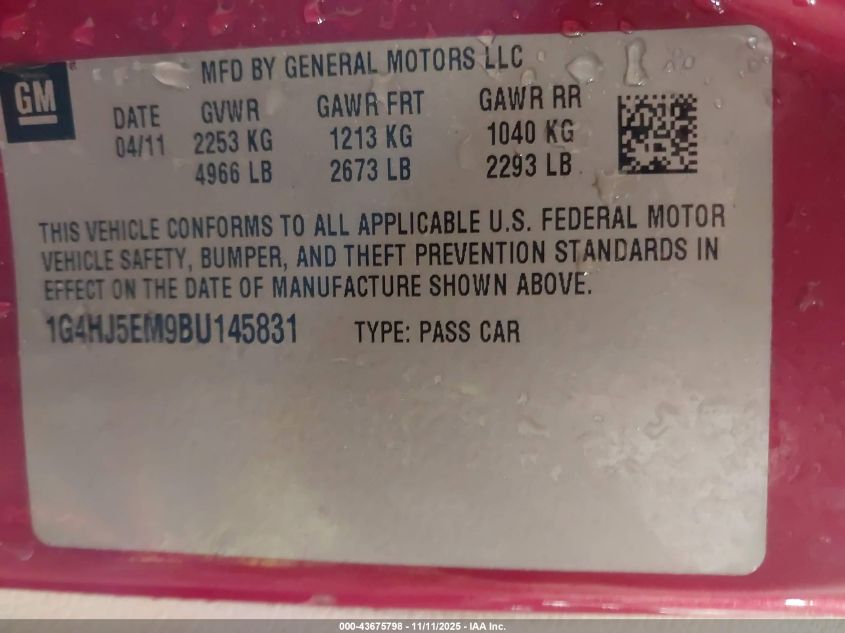 MFD BY GENERAL MOTORS LLC
GM
DATE GVWR GAWR FRT GAWR RR
04/11 2253 KG 1213 KG 1040 KG
4966 LB 2673 LB 2293 LB
THIS VEHICLE CONFORMS TO ALL APPLICABLE U.S. FEDERAL MOTOR
VEHICLE SAFETY, BUMPER, AND THEFT PREVENTION STANDARDS IN
EFFECT ON THE DATE OF MANUFACTURE SHOWN ABOVE.
1G4HJ5EM9BU145831 TYPE: PASS CAR
000-43675798 - 11/11/2025 - IAA Inc.